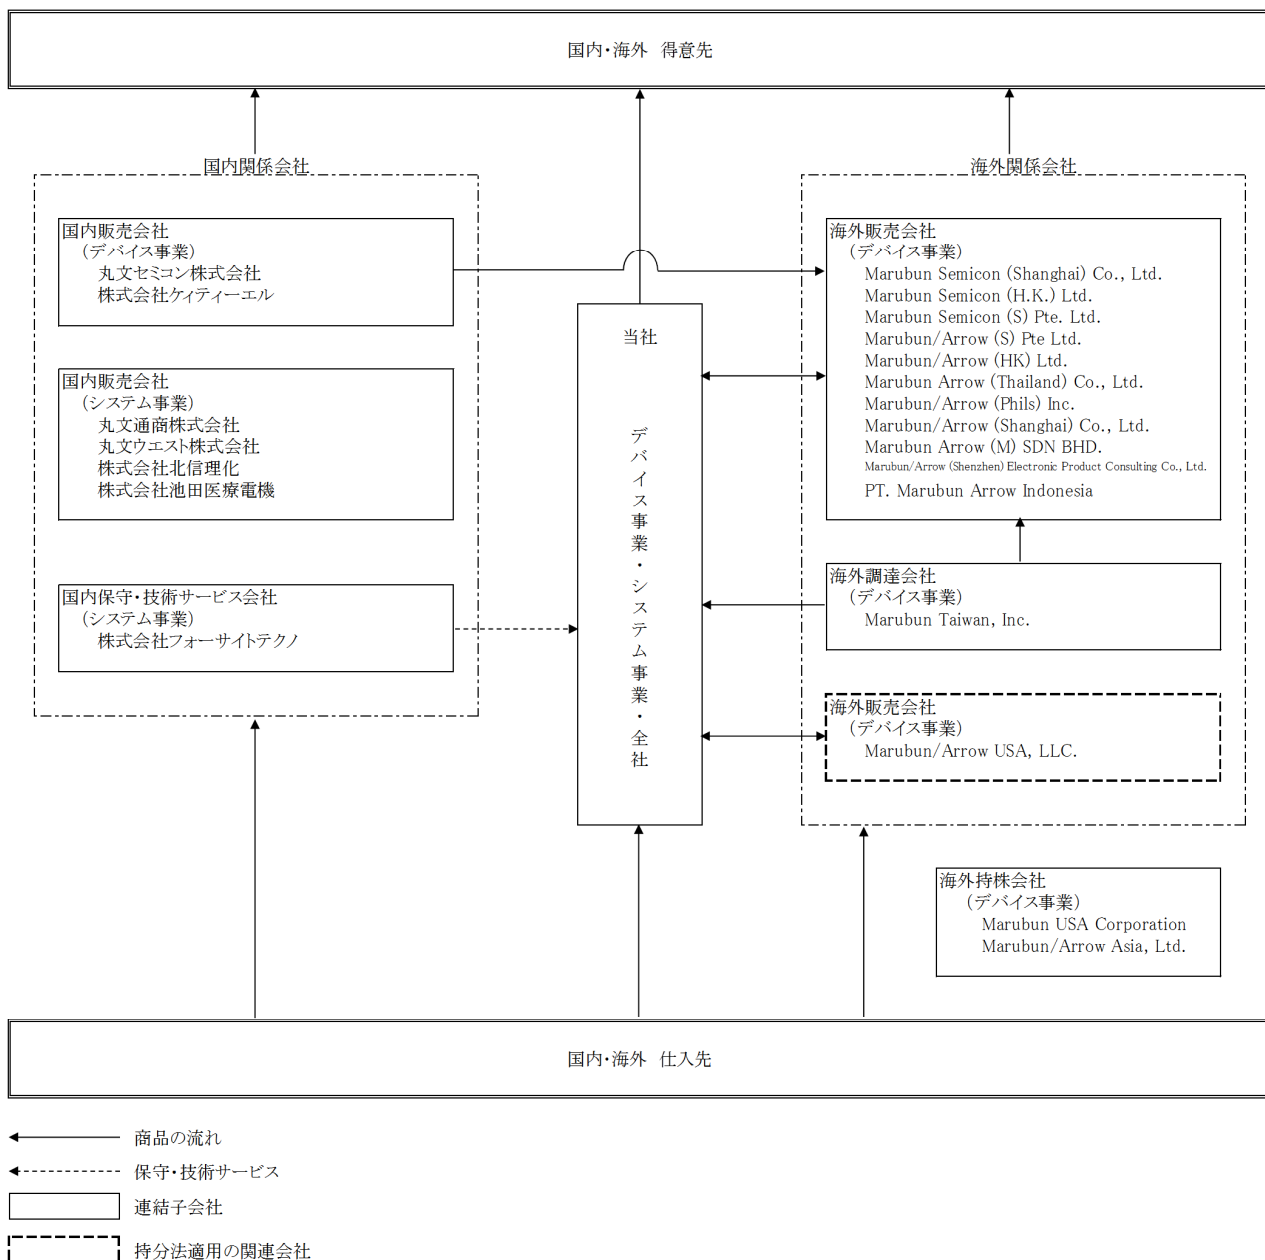 国内・海外　得意先
国内関係会社
国内販売会社
（デバイス事業）
丸文セミコン株式会社
株式会社ケィティーエル
国内販売会社
（システム事業）
丸文通商株式会社
丸文ウエスト株式会社
株式会社北信理化
株式会社池田医療電機
国内保守・技術サービス会社
（システム事業）
株式会社フォーサイトテクノ
当社
デバイス事業・システム事業・全社
海外関係会社
海外販売会社
（デバイス事業）
Marubun Semicon (Shanghai) Co., Ltd.
Marubun Semicon (H.K.) Ltd.
Marubun Semicon (S) Pte. Ltd.
Marubun/Arrow (S) Pte Ltd.
Marubun/Arrow (HK) Ltd.
Marubun Arrow (Thailand) Co., Ltd.
Marubun/Arrow (Phils) Inc.
Marubun/Arrow (Shanghai) Co., Ltd.
Marubun Arrow (M) SDN BHD.
Marubun/Arrow (Shenzhen) Electronic Product Consulting Co., Ltd.
PT. Marubun Arrow Indonesia
海外調達会社
（デバイス事業）
Marubun Taiwan, Inc.
海外販売会社
（デバイス事業）
Marubun/Arrow USA, LLC.
海外持株会社
（デバイス事業）
Marubun USA Corporation
Marubun/Arrow Asia, Ltd.
国内・海外　仕入先
商品の流れ
保守・技術サービス
連結子会社
持分法適用の関連会社